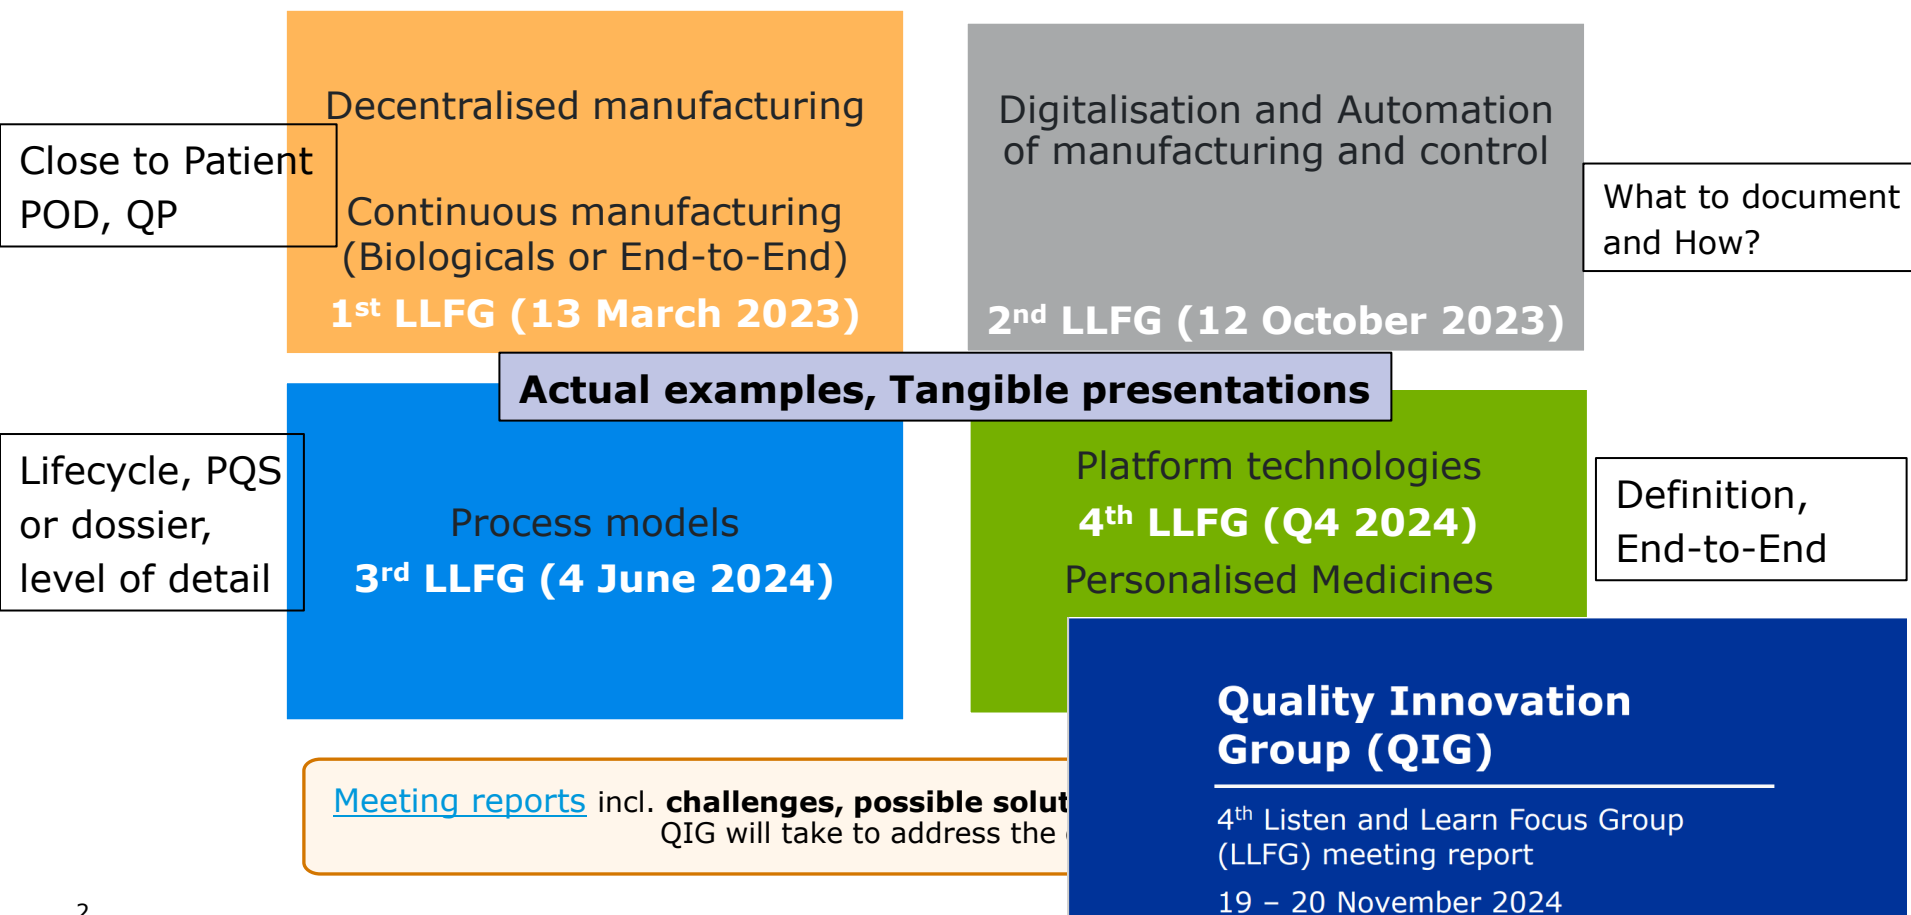 Decentralised manufacturing
Continuous manufacturing
(Biologicals or End-to-End)
1st LLFG (13 March 2023)
Close to Patient
POD, QP
Digitalisation and Automation
of manufacturing and control
2nd LLFG (12 October 2023)
What to document
and How?
Actual examples, Tangible presentations
Lifecycle, PQS
or dossier,
level of detail
Process models
3rd LLFG (4 June 2024)
Platform technologies
4th LLFG (Q4 2024)
Personalised Medicines
Definition,
End-to-End
Meeting reports incl. challenges, possible
QIG will take to address the
Quality Innovation
Group (QIG)
4th Listen and Learn Focus Group
(LLFG) meeting report
19 – 20 November 2024
2